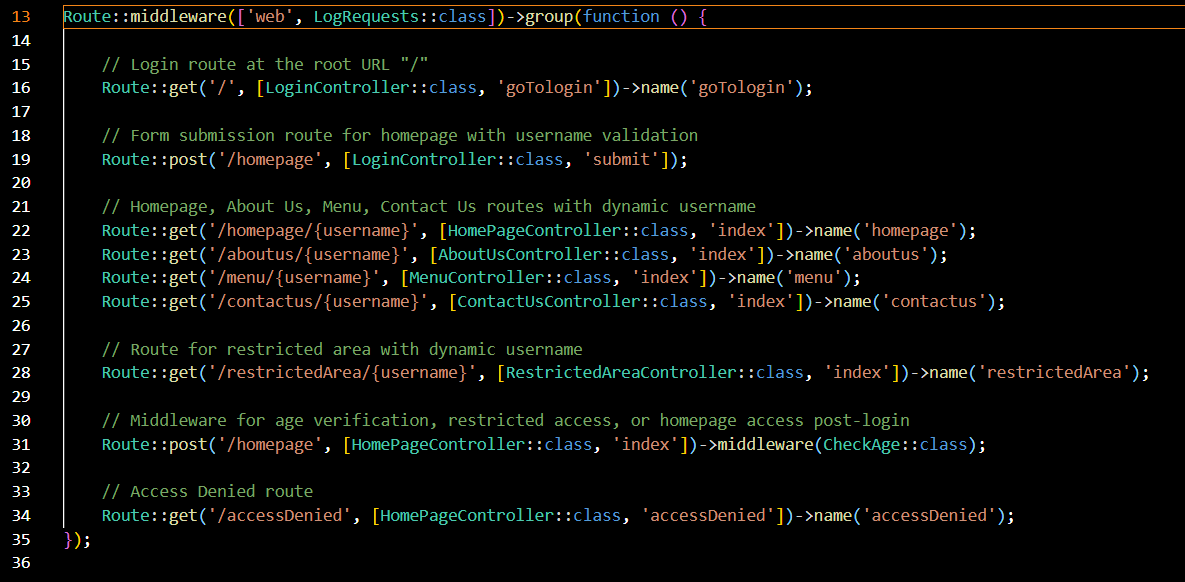 13 Route::middleware(['web', LogRequests::class])->group(function () {
14
15 // Login route at the root URL "/"
16 Route::get('/', [LoginController::class, 'goTologin'])->name('goTologin');
17
18 // Form submission route for homepage with username validation
19 Route::post('/homepage', [LoginController::class, 'submit']);
20
21 // Homepage, About Us, Menu, Contact Us routes with dynamic username
22 Route::get('/homepage/{username}', [HomePageController::class, 'index'])->name('homepage');
23 Route::get('/aboutus/{username}', [AboutUsController::class, 'index'])->name('aboutus');
24 Route::get('/menu/{username}', [MenuController::class, 'index'])->name('menu');
25 Route::get('/contactus/{username}', [ContactUsController::class, 'index'])->name('contactus');
26
27 // Route for restricted area with dynamic username
28 Route::get('/restrictedArea/{username}', [RestrictedAreaController::class, 'index'])->name('restrictedArea');
29
30 // Middleware for age verification, restricted access, or homepage access post-login
31 Route::post('/homepage', [HomePageController::class, 'index'])->middleware(CheckAge::class);
32
33 // Access Denied route
34 Route::get('/accessDenied', [HomePageController::class, 'accessDenied'])->name('accessDenied');
35 });
36